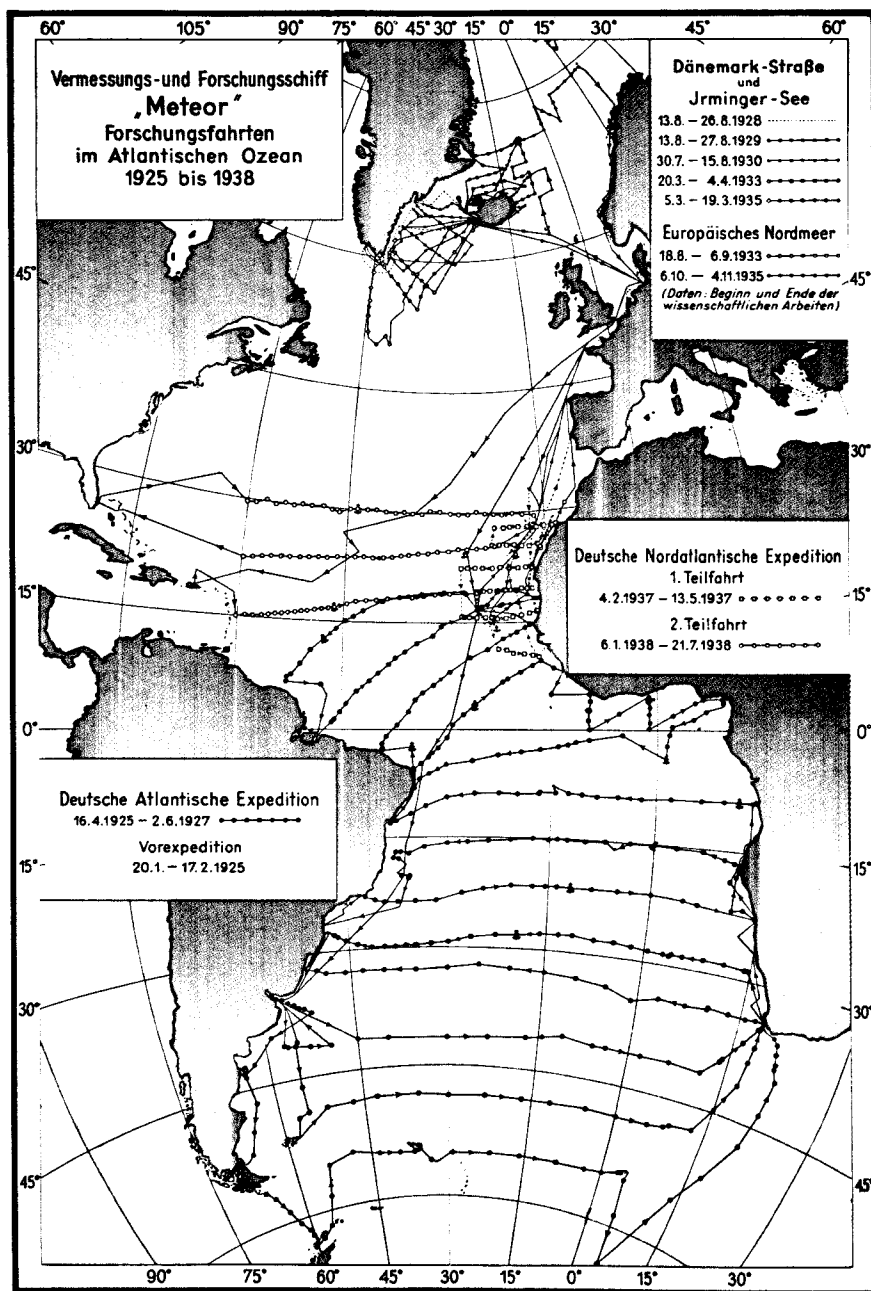 60° 105° 90° 75° 60° 45° 30° 15° 0° 15° 30° 60°
Vermessungs- und Forschungsschiff
„Meteor”
Forschungsfahrten
im Atlantischen Ozean
1925 bis 1938
Dänemark-Straße
und
Jrminger-See
13.8. – 26.8.1928
13.8. – 27.8.1929
30.7. – 15.8.1930
20.3. – 4.4.1933
5.3. – 19.3.1935
Europäisches Nordmeer
18.8. – 6.9.1933
6.10. – 4.11.1935
(Daten: Beginn und Ende der
wissenschaftlichen Arbeiten)
45° 45°
30° 30°
Deutsche Nordatlantische Expedition
1. Teilfahrt
4.2.1937 – 13.5.1937
2. Teilfahrt
6.1.1938 – 21.7.1938
15° 15°
0° 0°
Deutsche Atlantische Expedition
16.4.1925 – 2.6.1927
Vorexpedition
20.1. – 17.2.1925
15° 15°
30° 30°
45° 45°
90° 75° 60° 45° 30° 15° 0° 15° 30°